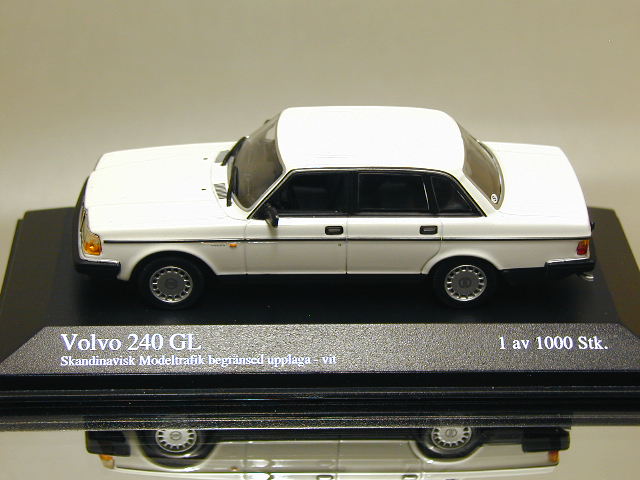 Volvo 240 GL
Skandinavisk Modeltrafik begränsed upplaga - vit
1 av 1000 Stk.